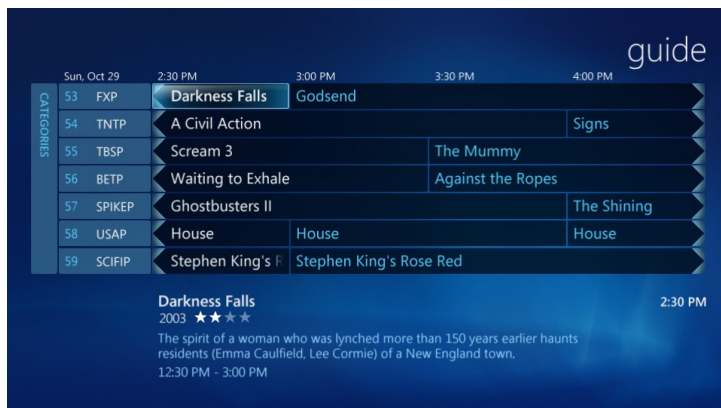 guide
Sun, Oct 29 2:30 PM 3:00 PM 3:30 PM 4:00 PM
CATEGORIES
53 FXP Darkness Falls Godsend
54 TNTP A Civil Action Signs
55 TBSP Scream 3 The Mummy
56 BETP Waiting to Exhale Against the Ropes
57 SPIKEP Ghostbusters II The Shining
58 USAP House House House
59 SCIFIP Stephen King's R Stephen King's Rose Red
Darkness Falls 2:30 PM
2003
The spirit of a woman who was lynched more than 150 years earlier haunts
residents (Emma Caulfield, Lee Cormie) of a New England town.
12:30 PM - 3:00 PM